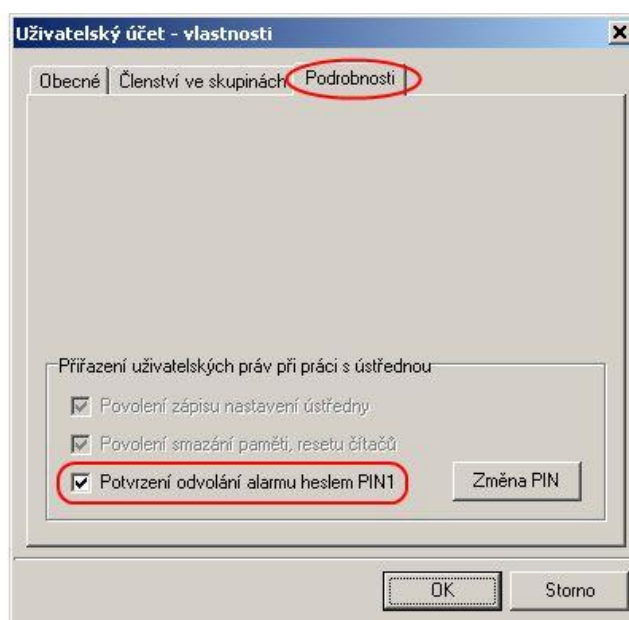 Uživatelský účet - vlastnosti
Obecné Členství ve skupinách Podrobnosti
Přiřazení uživatelských práv při práci s ústřednou
Povolení zápisu nastavení ústředny
Povolení smazání paměti, resetu čítačů
Potvrzení odvolání alarmu heslem PIN1 Změna PIN
OK Storno